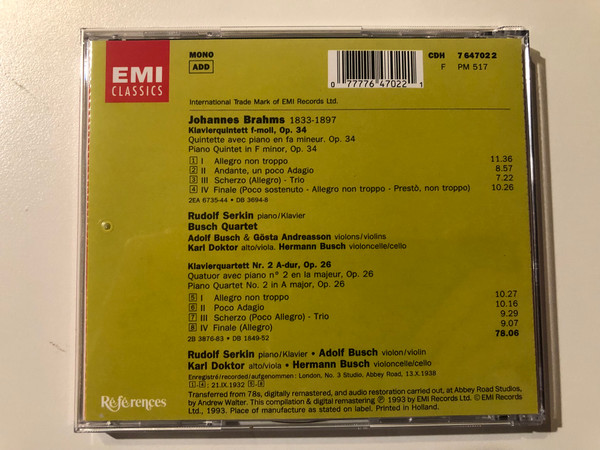 EMI
CLASSICS
MONO
ADD
CDH 7 64702 2
F PM 517
0 77776 47022 1
International Trade Mark of EMI Records Ltd.
Johannes Brahms 1833-1897
Klavierquintett f-moll, Op. 34
Quintette avec piano en fa mineur. Op. 34
Piano Quintet in F minor, Op. 34
1 I Allegro non troppo 11.36
2 II Andante, un poco Adagio 8.57
3 III Scherzo (Allegro) - Trio 7.22
4 IV Finale (Poco sostenuto - Allegro non troppo - Prestò, non troppo) 10.26
2EA 6735-44 • DB 3694-8
Rudolf Serkin piano/Klavier
Busch Quartet
Adolf Busch & Gösta Andreasson violons/violins
Karl Doktor alto/viola. Hermann Busch violoncelle/cello
Klavierquartett Nr. 2 A-dur, Op. 26
Quatuor avec piano n° 2 en la majeur, Op. 26
Piano Quartet No. 2 in A major, Op. 26
5 I Allegro non troppo 10.27
6 II Poco Adagio 10.16
7 III Scherzo (Poco Allegro) - Trio 9.29
8 IV Finale (Allegro) 9.07
2B 3876-83 • DB 1849-52 78.06
Rudolf Serkin piano/Klavier • Adolf Busch violon/violin
Karl Doktor alto/viola • Hermann Busch violoncelle/cello
Enregistré/recorded/aufgenommen: London, No. 3 Studio, Abbey Road, 13.X.1938
1-4; 21.IX.1932 5-8
Transferred from 78s, digitally remastered, and audio restoration carried out, at Abbey Road Studios,
by Andrew Walter. This compilation & digital remastering ℗ 1993 by EMI Records Ltd. © EMI Records
Ltd., 1993. Place of manufacture as stated on label. Printed in Holland.
Références